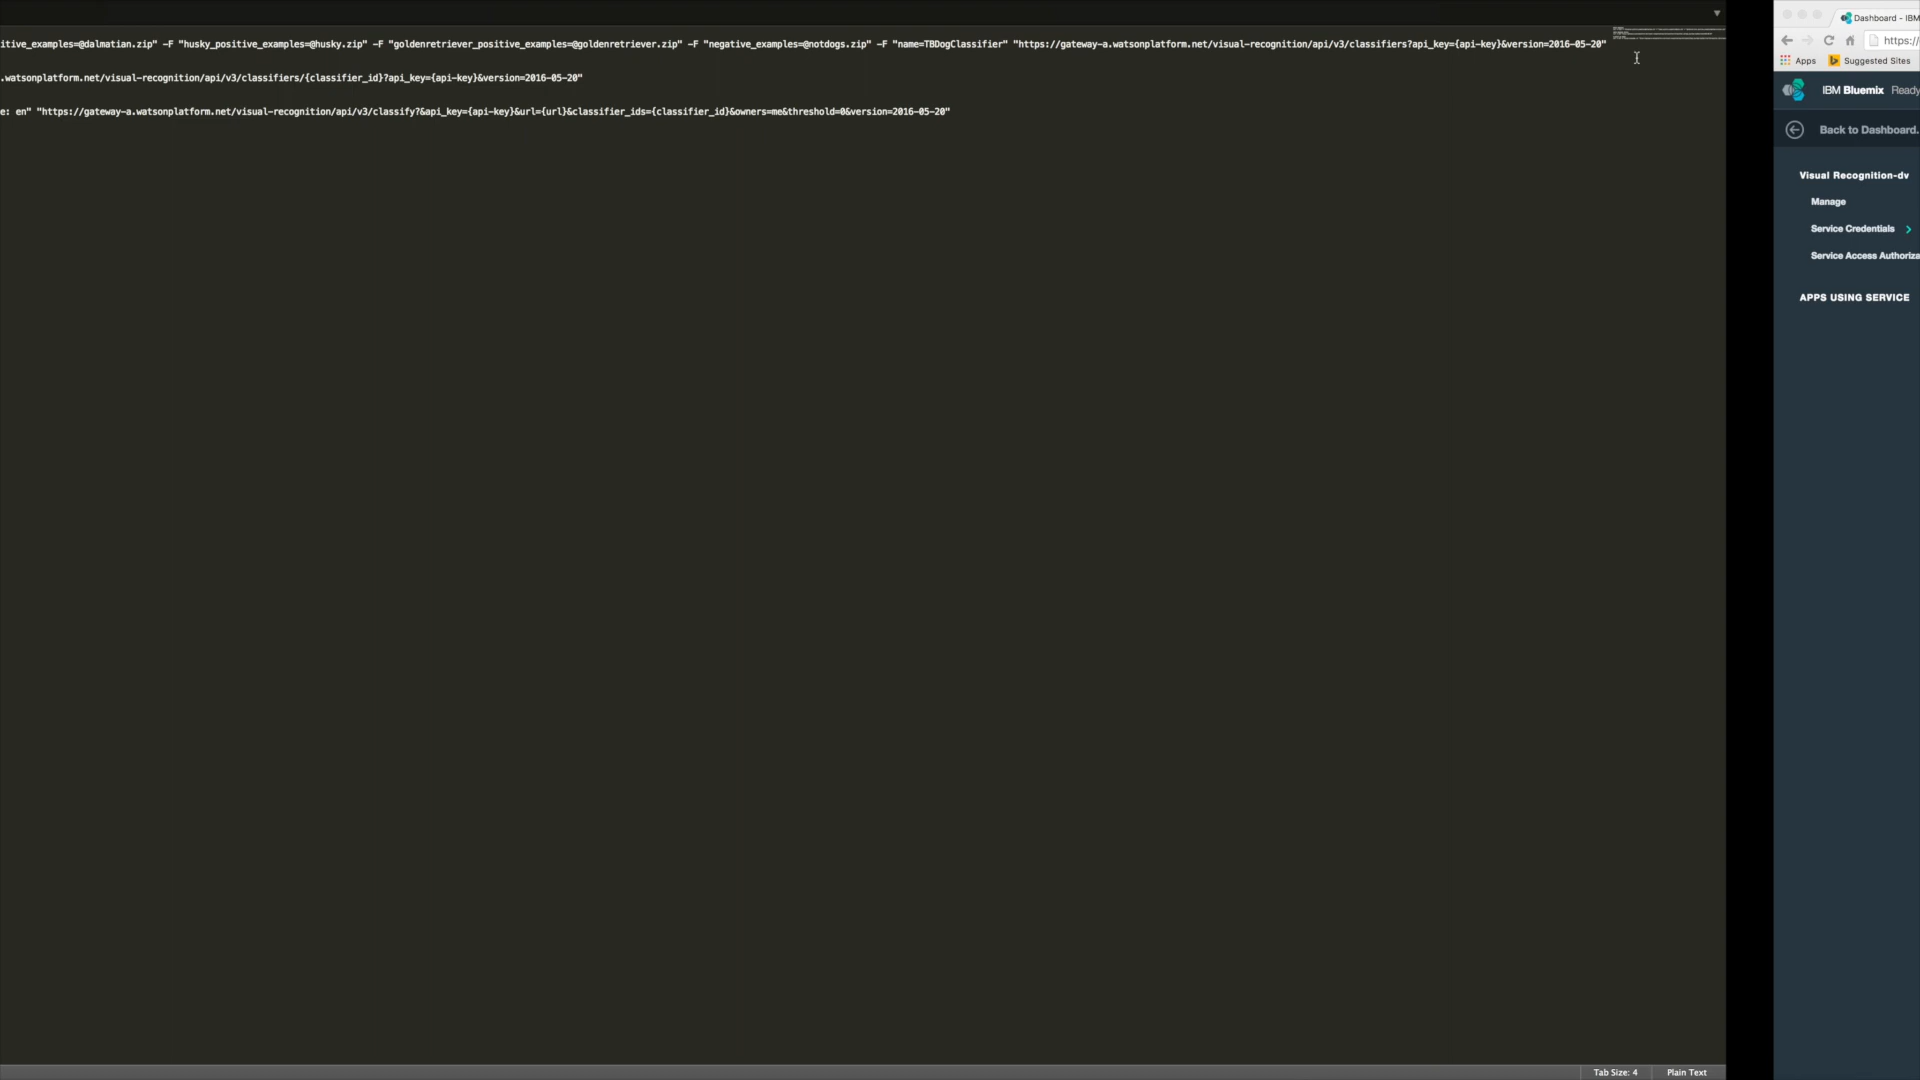 itive_examples=@dalmatian.zip" -F "husky_positive_examples=@husky.zip" -F "goldenretriever_positive_examples=@goldenretriever.zip" -F "negative_examples=@notdogs.zip" -F "name=TBDogClassifier" "https://gateway-a.watsonplatform.net/visual-recognition/api/v3/classifiers?api_key={api-key}&version=2016-05-20"
.watsonplatform.net/visual-recognition/api/v3/classifiers/{classifier_id}?api_key={api-key}&version=2016-05-20"
e: en" "https://gateway-a.watsonplatform.net/visual-recognition/api/v3/classify?&api_key={api-key}&url={url}&classifier_ids={classifier_id}&owners=me&threshold=0&version=2016-05-20"
Tab Size: 4 Plain Text
Dashboard - IBM
https://
Apps Suggested Sites
IBM Bluemix Ready
Back to Dashboard.
Visual Recognition-dv
Manage
Service Credentials
Service Access Authoriza
APPS USING SERVICE